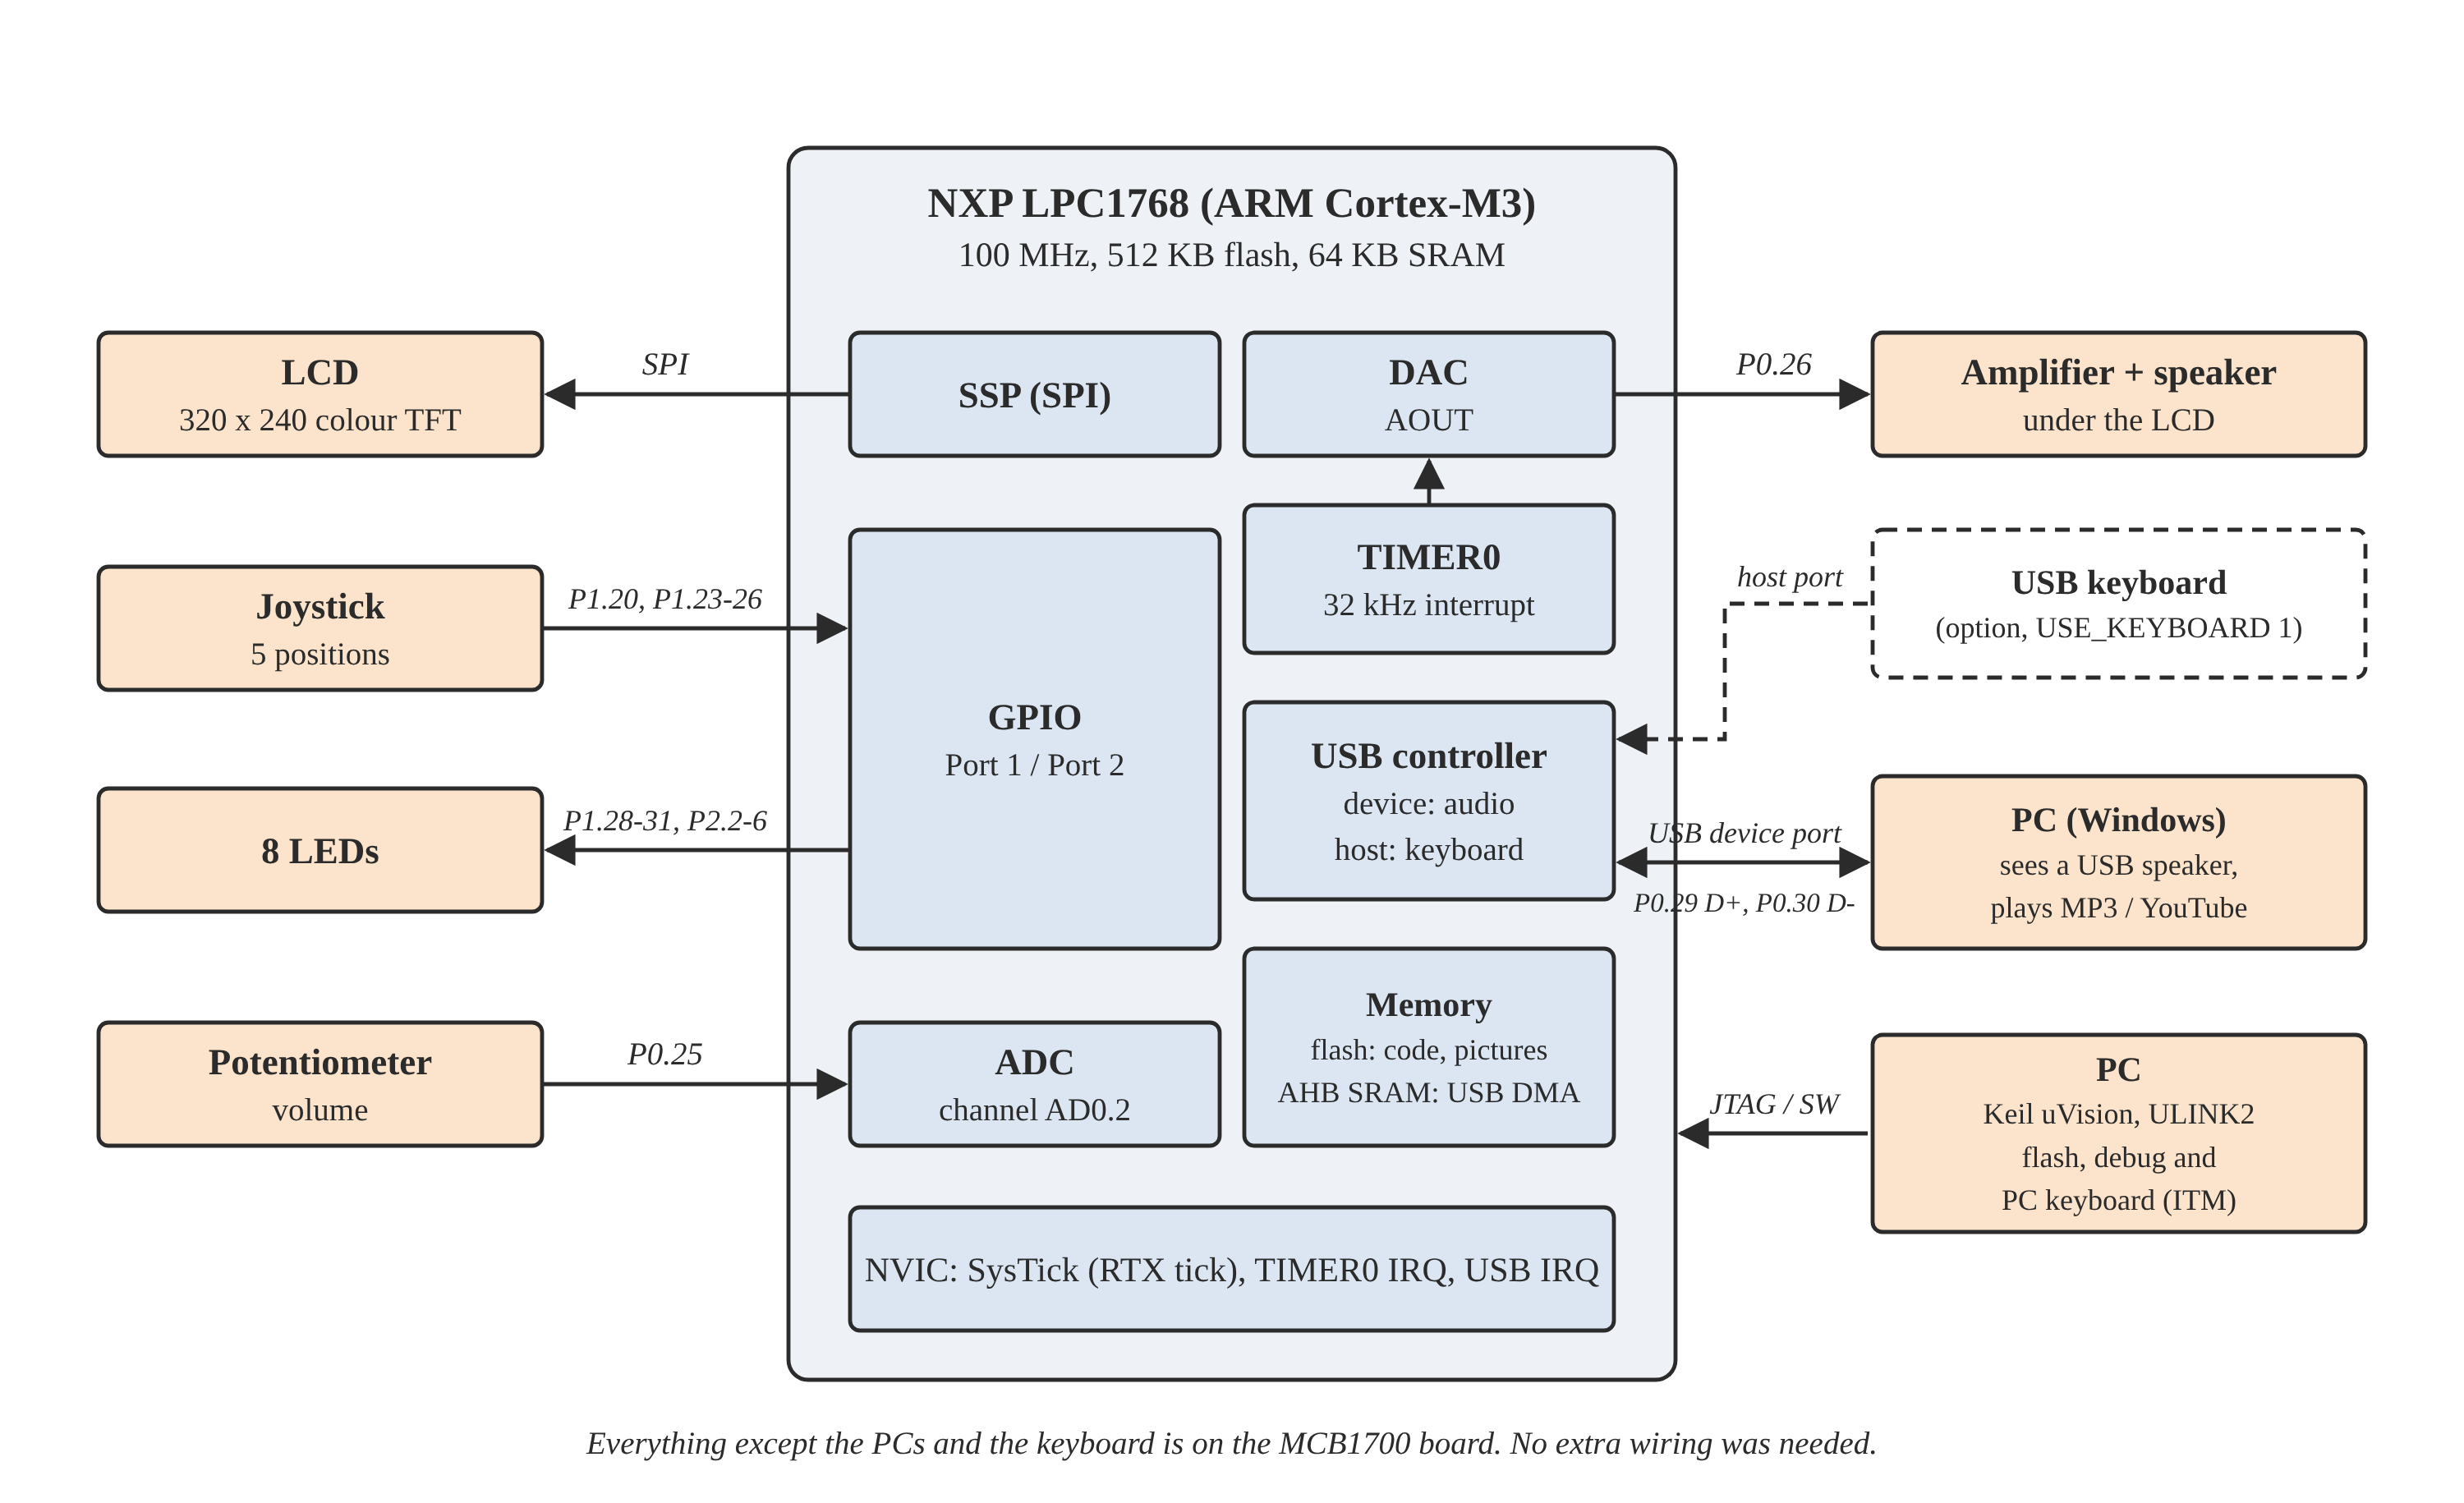 NXP LPC1768 (ARM Cortex-M3)
100 MHz, 512 KB flash, 64 KB SRAM
LCD
320 x 240 colour TFT
SPI
SSP (SPI)
DAC
AOUT
P0.26
Amplifier + speaker
under the LCD
Joystick
5 positions
P1.20, P1.23-26
GPIO
Port 1 / Port 2
TIMER0
32 kHz interrupt
host port
USB keyboard
(option, USE_KEYBOARD 1)
8 LEDs
P1.28-31, P2.2-6
USB controller
device: audio
host: keyboard
USB device port
P0.29 D+, P0.30 D-
PC (Windows)
sees a USB speaker,
plays MP3 / YouTube
Potentiometer
volume
P0.25
ADC
channel AD0.2
Memory
flash: code, pictures
AHB SRAM: USB DMA
JTAG / SW
PC
Keil uVision, ULINK2
flash, debug and
PC keyboard (ITM)
NVIC: SysTick (RTX tick), TIMER0 IRQ, USB IRQ
Everything except the PCs and the keyboard is on the MCB1700 board. No extra wiring was needed.